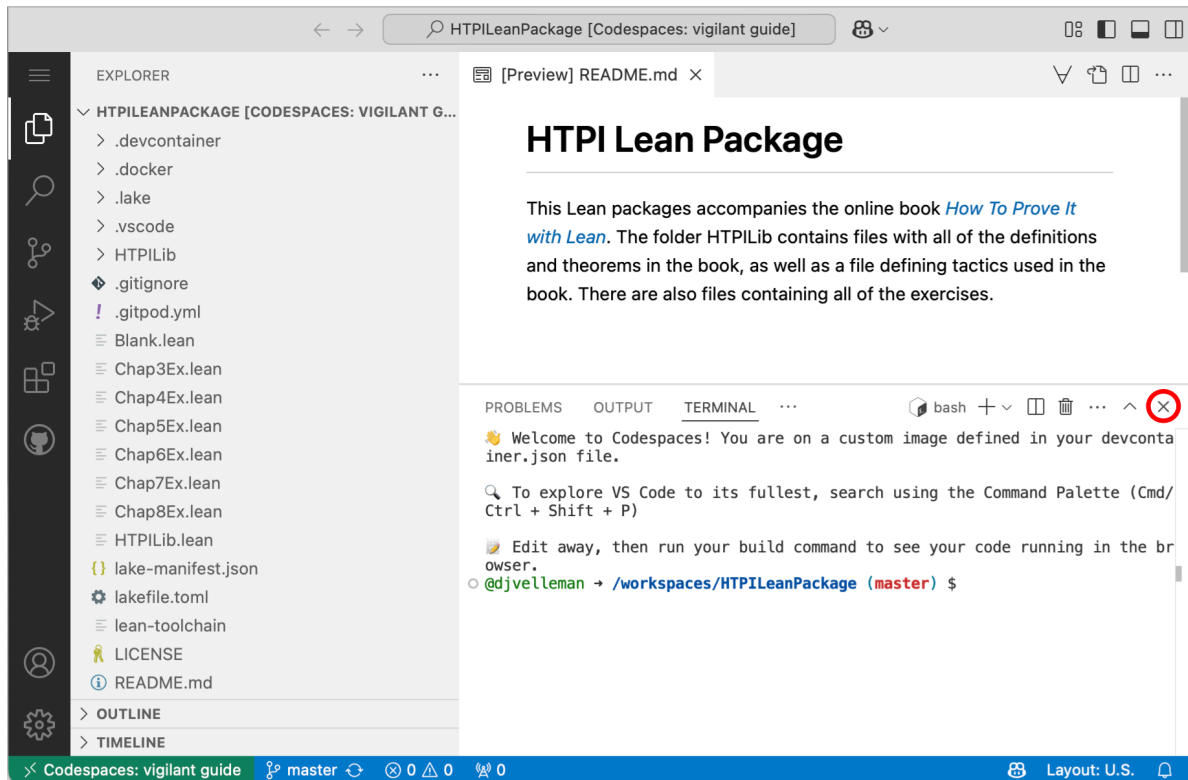 HTPILeanPackage [Codespaces: vigilant guide]
EXPLORER
[Preview] README.md
HTPILEANPACKAGE [CODESPACES: VIGILANT G...
.devcontainer
.docker
.lake
.vscode
HTPILib
.gitignore
.gitpod.yml
Blank.lean
Chap3Ex.lean
Chap4Ex.lean
Chap5Ex.lean
Chap6Ex.lean
Chap7Ex.lean
Chap8Ex.lean
HTPILib.lean
lake-manifest.json
lakefile.toml
lean-toolchain
LICENSE
README.md
OUTLINE
TIMELINE
HTPI Lean Package
This Lean packages accompanies the online book How To Prove It
with Lean. The folder HTPILib contains files with all of the definitions
and theorems in the book, as well as a file defining tactics used in the
book. There are also files containing all of the exercises.
PROBLEMS OUTPUT TERMINAL ...
bash
👋 Welcome to Codespaces! You are on a custom image defined in your devconta
iner.json file.
🔍 To explore VS Code to its fullest, search using the Command Palette (Cmd/
Ctrl + Shift + P)
📝 Edit away, then run your build command to see your code running in the br
owser.
@djvelleman → /workspaces/HTPILeanPackage (master) $
Codespaces: vigilant guide master 0 0 0 Layout: U.S.